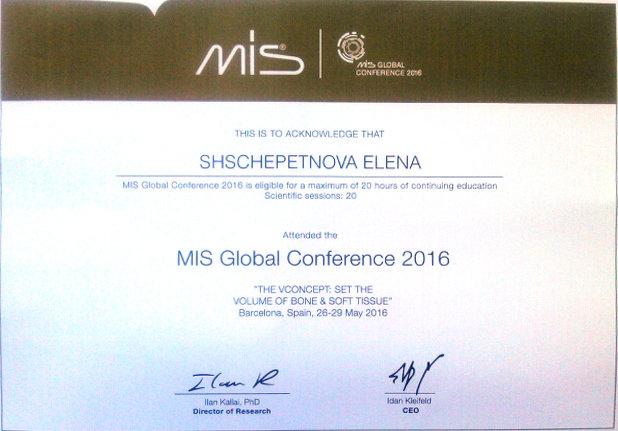 MIS®
MIS GLOBAL
CONFERENCE 2016
THIS IS TO ACKNOWLEDGE THAT
SHSCHEPETNOVA ELENA
MIS Global Conference 2016 is eligible for a maximum of 20 hours of continuing education
Scientific sessions: 20
Attended the
MIS Global Conference 2016
"THE VCONCEPT: SET THE
VOLUME OF BONE & SOFT TISSUE"
Barcelona, Spain, 26-29 May 2016
Ilan K
Ilan Kallai, PhD
Idan Kleifeld
Director of Research
CEO